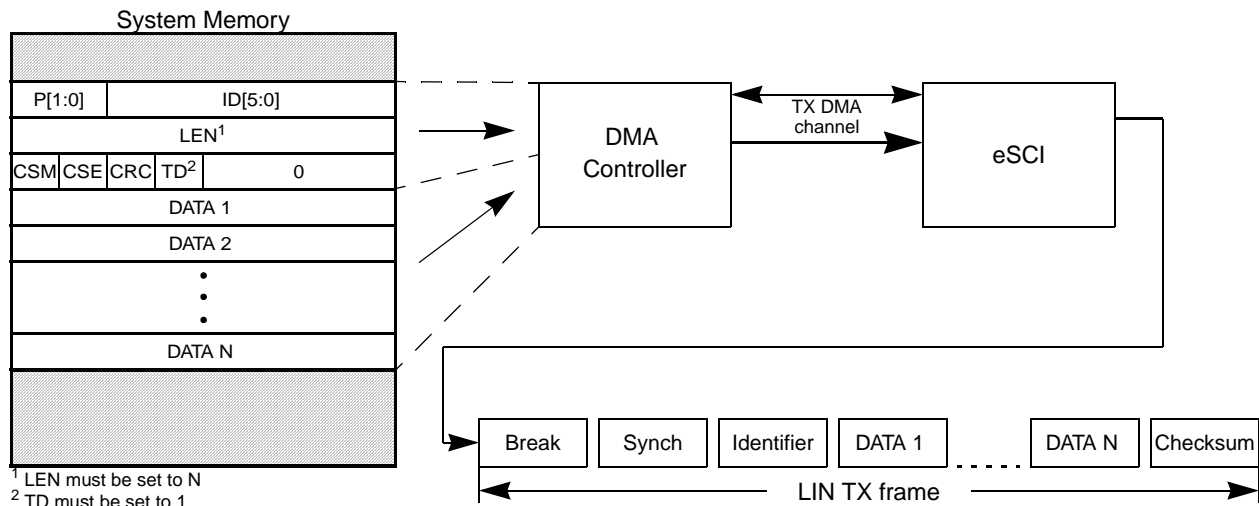 System Memory
P[1:0] ID[5:0]
LEN1
CSM CSE CRC TD2 0
DATA 1
DATA 2
DATA N
1 LEN must be set to N
2 TD must be set to 1
DMA
Controller
TX DMA
channel
eSCI
Break Synch Identifier DATA 1 DATA N Checksum
LIN TX frame